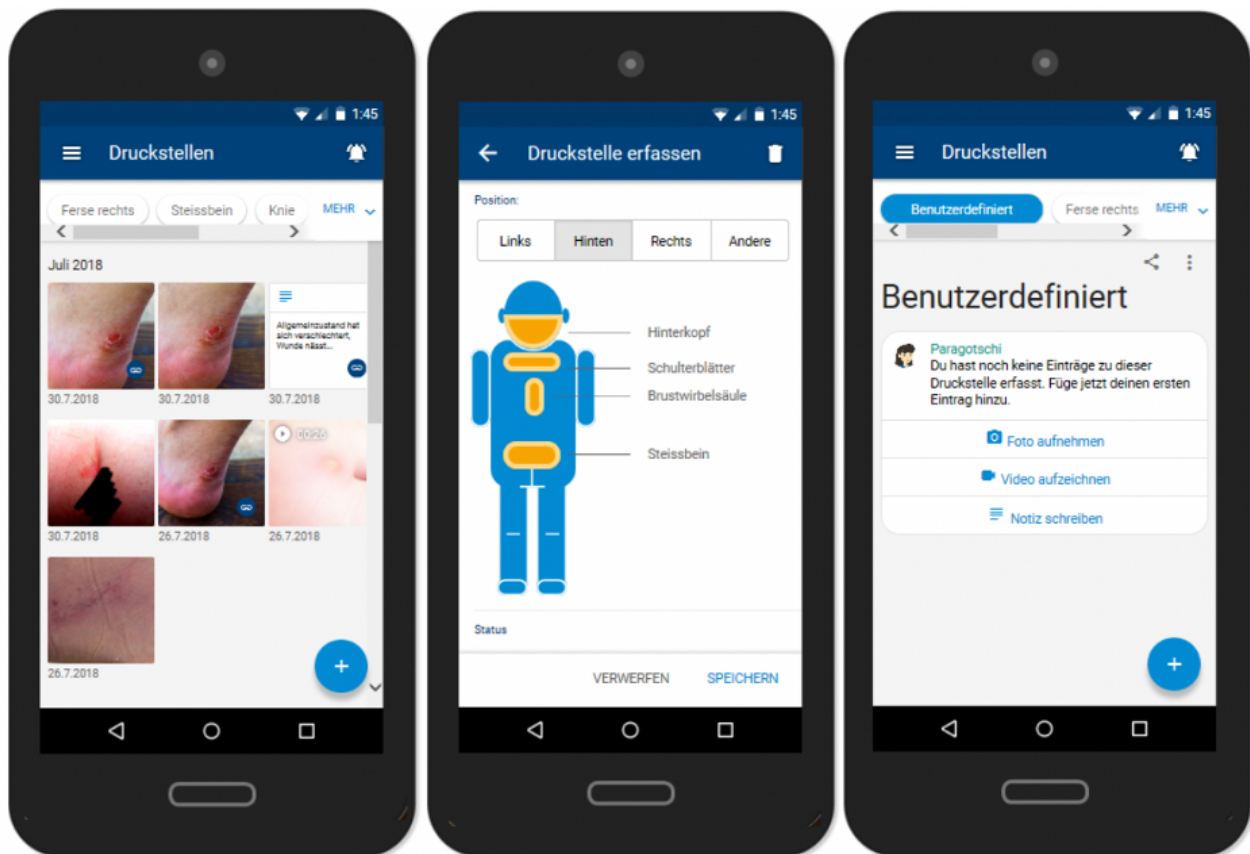 1:45
Druckstellen
Ferse rechts
Steissbein
Knie
MEHR
Juli 2018
Allgemeinzustand hat
sich verschlechtert,
Wunde nässt...
30.7.2018
30.7.2018
30.7.2018
00:26
30.7.2018
26.7.2018
26.7.2018
26.7.2018
+
1:45
Druckstelle erfassen
Position:
Links
Hinten
Rechts
Andere
Hinterkopf
Schulterblätter
Brustwirbelsäule
Steissbein
Status
VERWERFEN
SPEICHERN
1:45
Druckstellen
Benutzerdefiniert
Ferse rechts
MEHR
Benutzerdefiniert
Paragotschi
Du hast noch keine Einträge zu dieser
Druckstelle erfasst. Füge jetzt deinen ersten
Eintrag hinzu.
Foto aufnehmen
Video aufzeichnen
Notiz schreiben
+